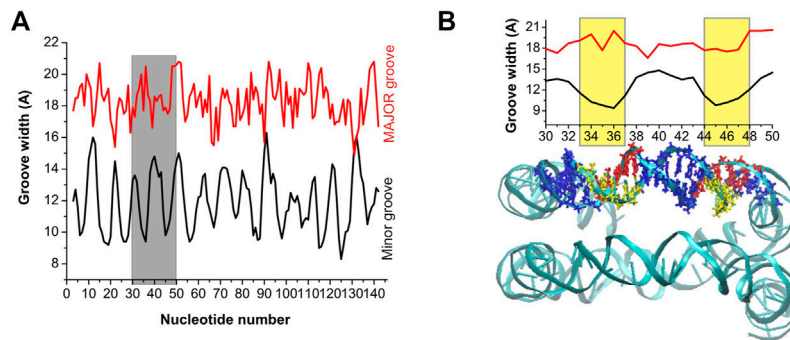 A
Groove width (A)
20
18
16
14
12
10
8
0 10 20 30 40 50 60 70 80 90 100110120130140
Nucleotide number
MAJOR groove
Minor groove
B
Groove width (A)
21
18
15
12
9
30 32 34 36 38 40 42 44 46 48 50